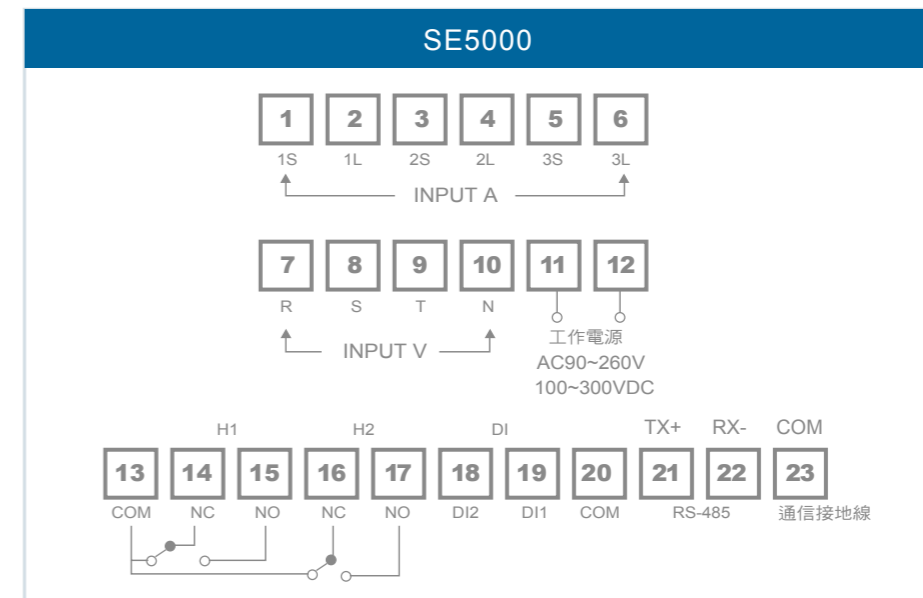 SE5000
1 2 3 4 5 6
1S 1L 2S 2L 3S 3L
INPUT A
7 8 9 10 11 12
R S T N
INPUT V
工作電源
AC90~260V
100~300VDC
H1 H2 DI TX+ RX- COM
13 14 15 16 17 18 19 20 21 22 23
COM NC NO NC NO DI2 DI1 COM RS-485 通信接地線